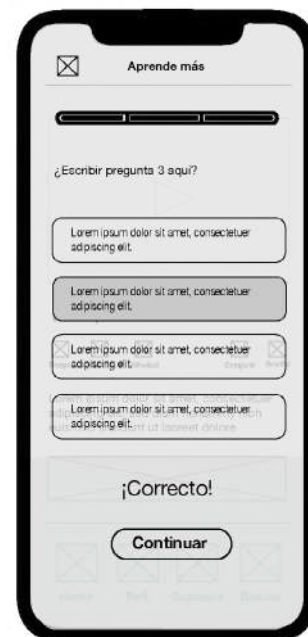 Aprende más
¿Escribir pregunta 3 aquí?
Lorem ipsum dolor sit amet, consectetuer
adipiscing elit.
Lorem ipsum dolor sit amet, consectetuer
adipiscing elit.
Lorem ipsum dolor sit amet, consectetuer
adipiscing elit.
Lorem ipsum dolor sit amet, consectetuer
adipiscing elit.
¡Correcto!
Continuar